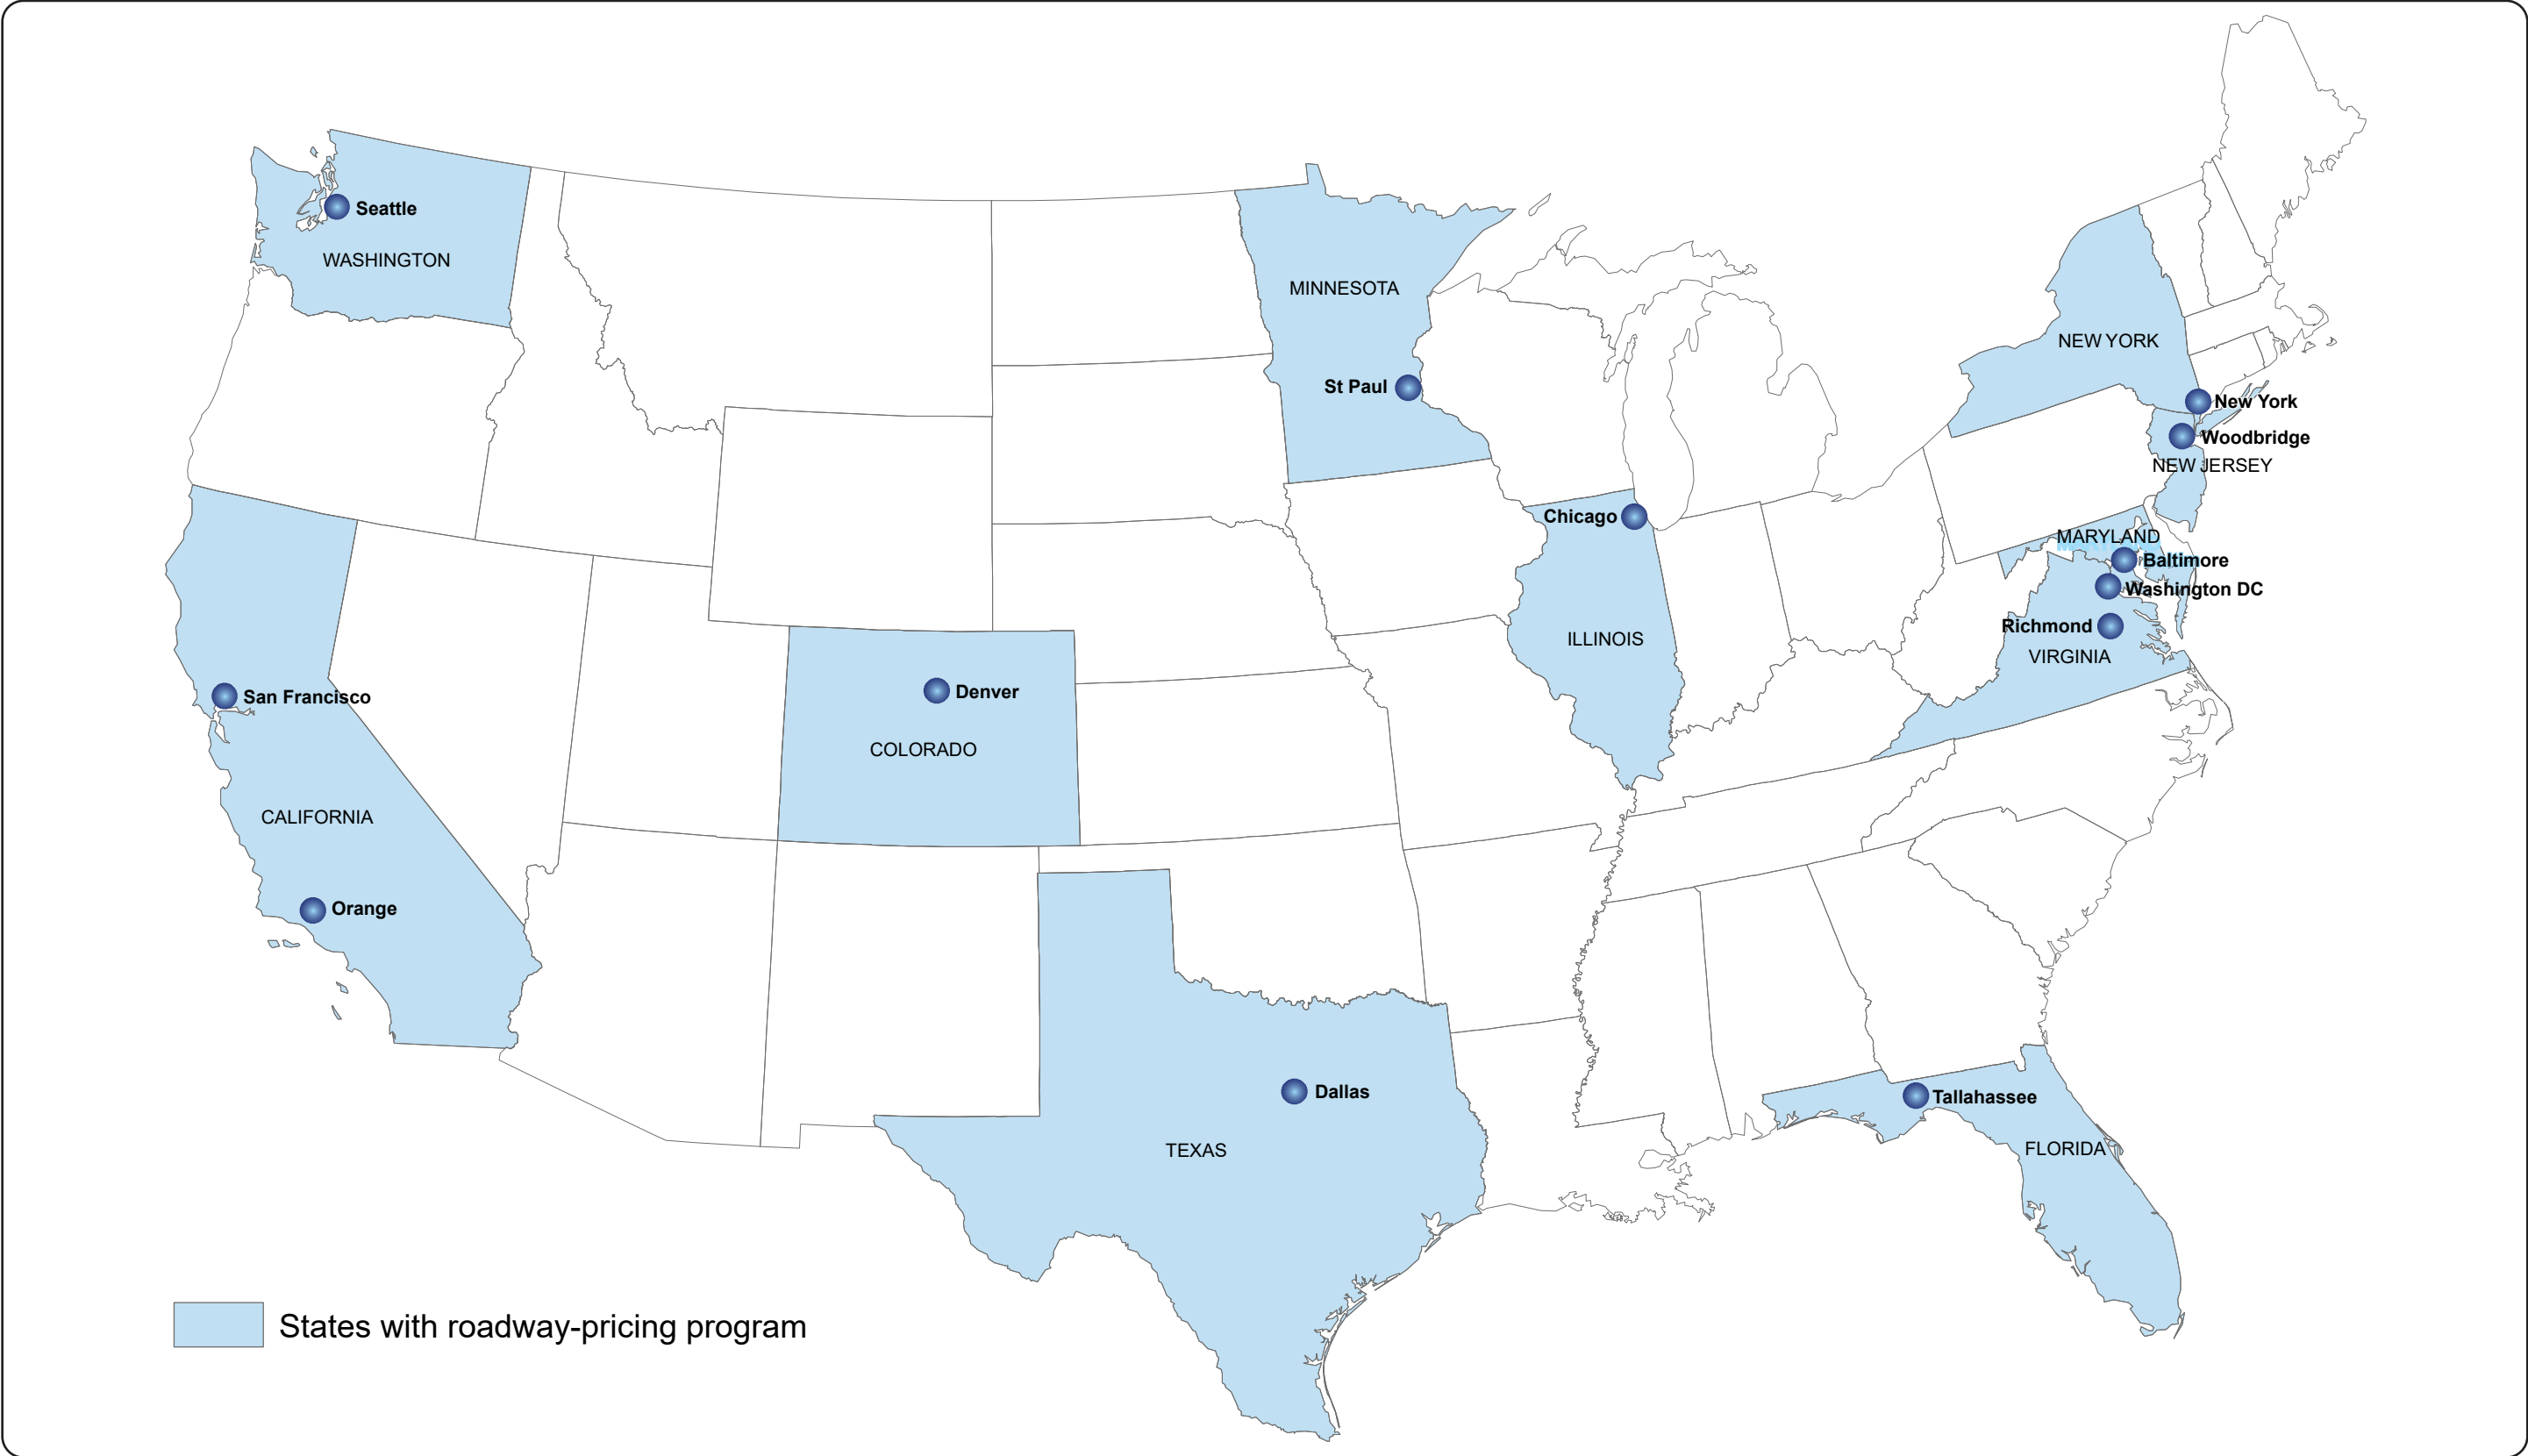 Seattle
WASHINGTON
MINNESOTA
NEW YORK
St Paul
New York
Woodbridge
NEW JERSEY
Chicago
MARYLAND
Baltimore
Washington DC
Richmond
ILLINOIS
VIRGINIA
San Francisco
Denver
COLORADO
CALIFORNIA
Orange
Dallas
Tallahassee
TEXAS
FLORIDA
States with roadway-pricing program